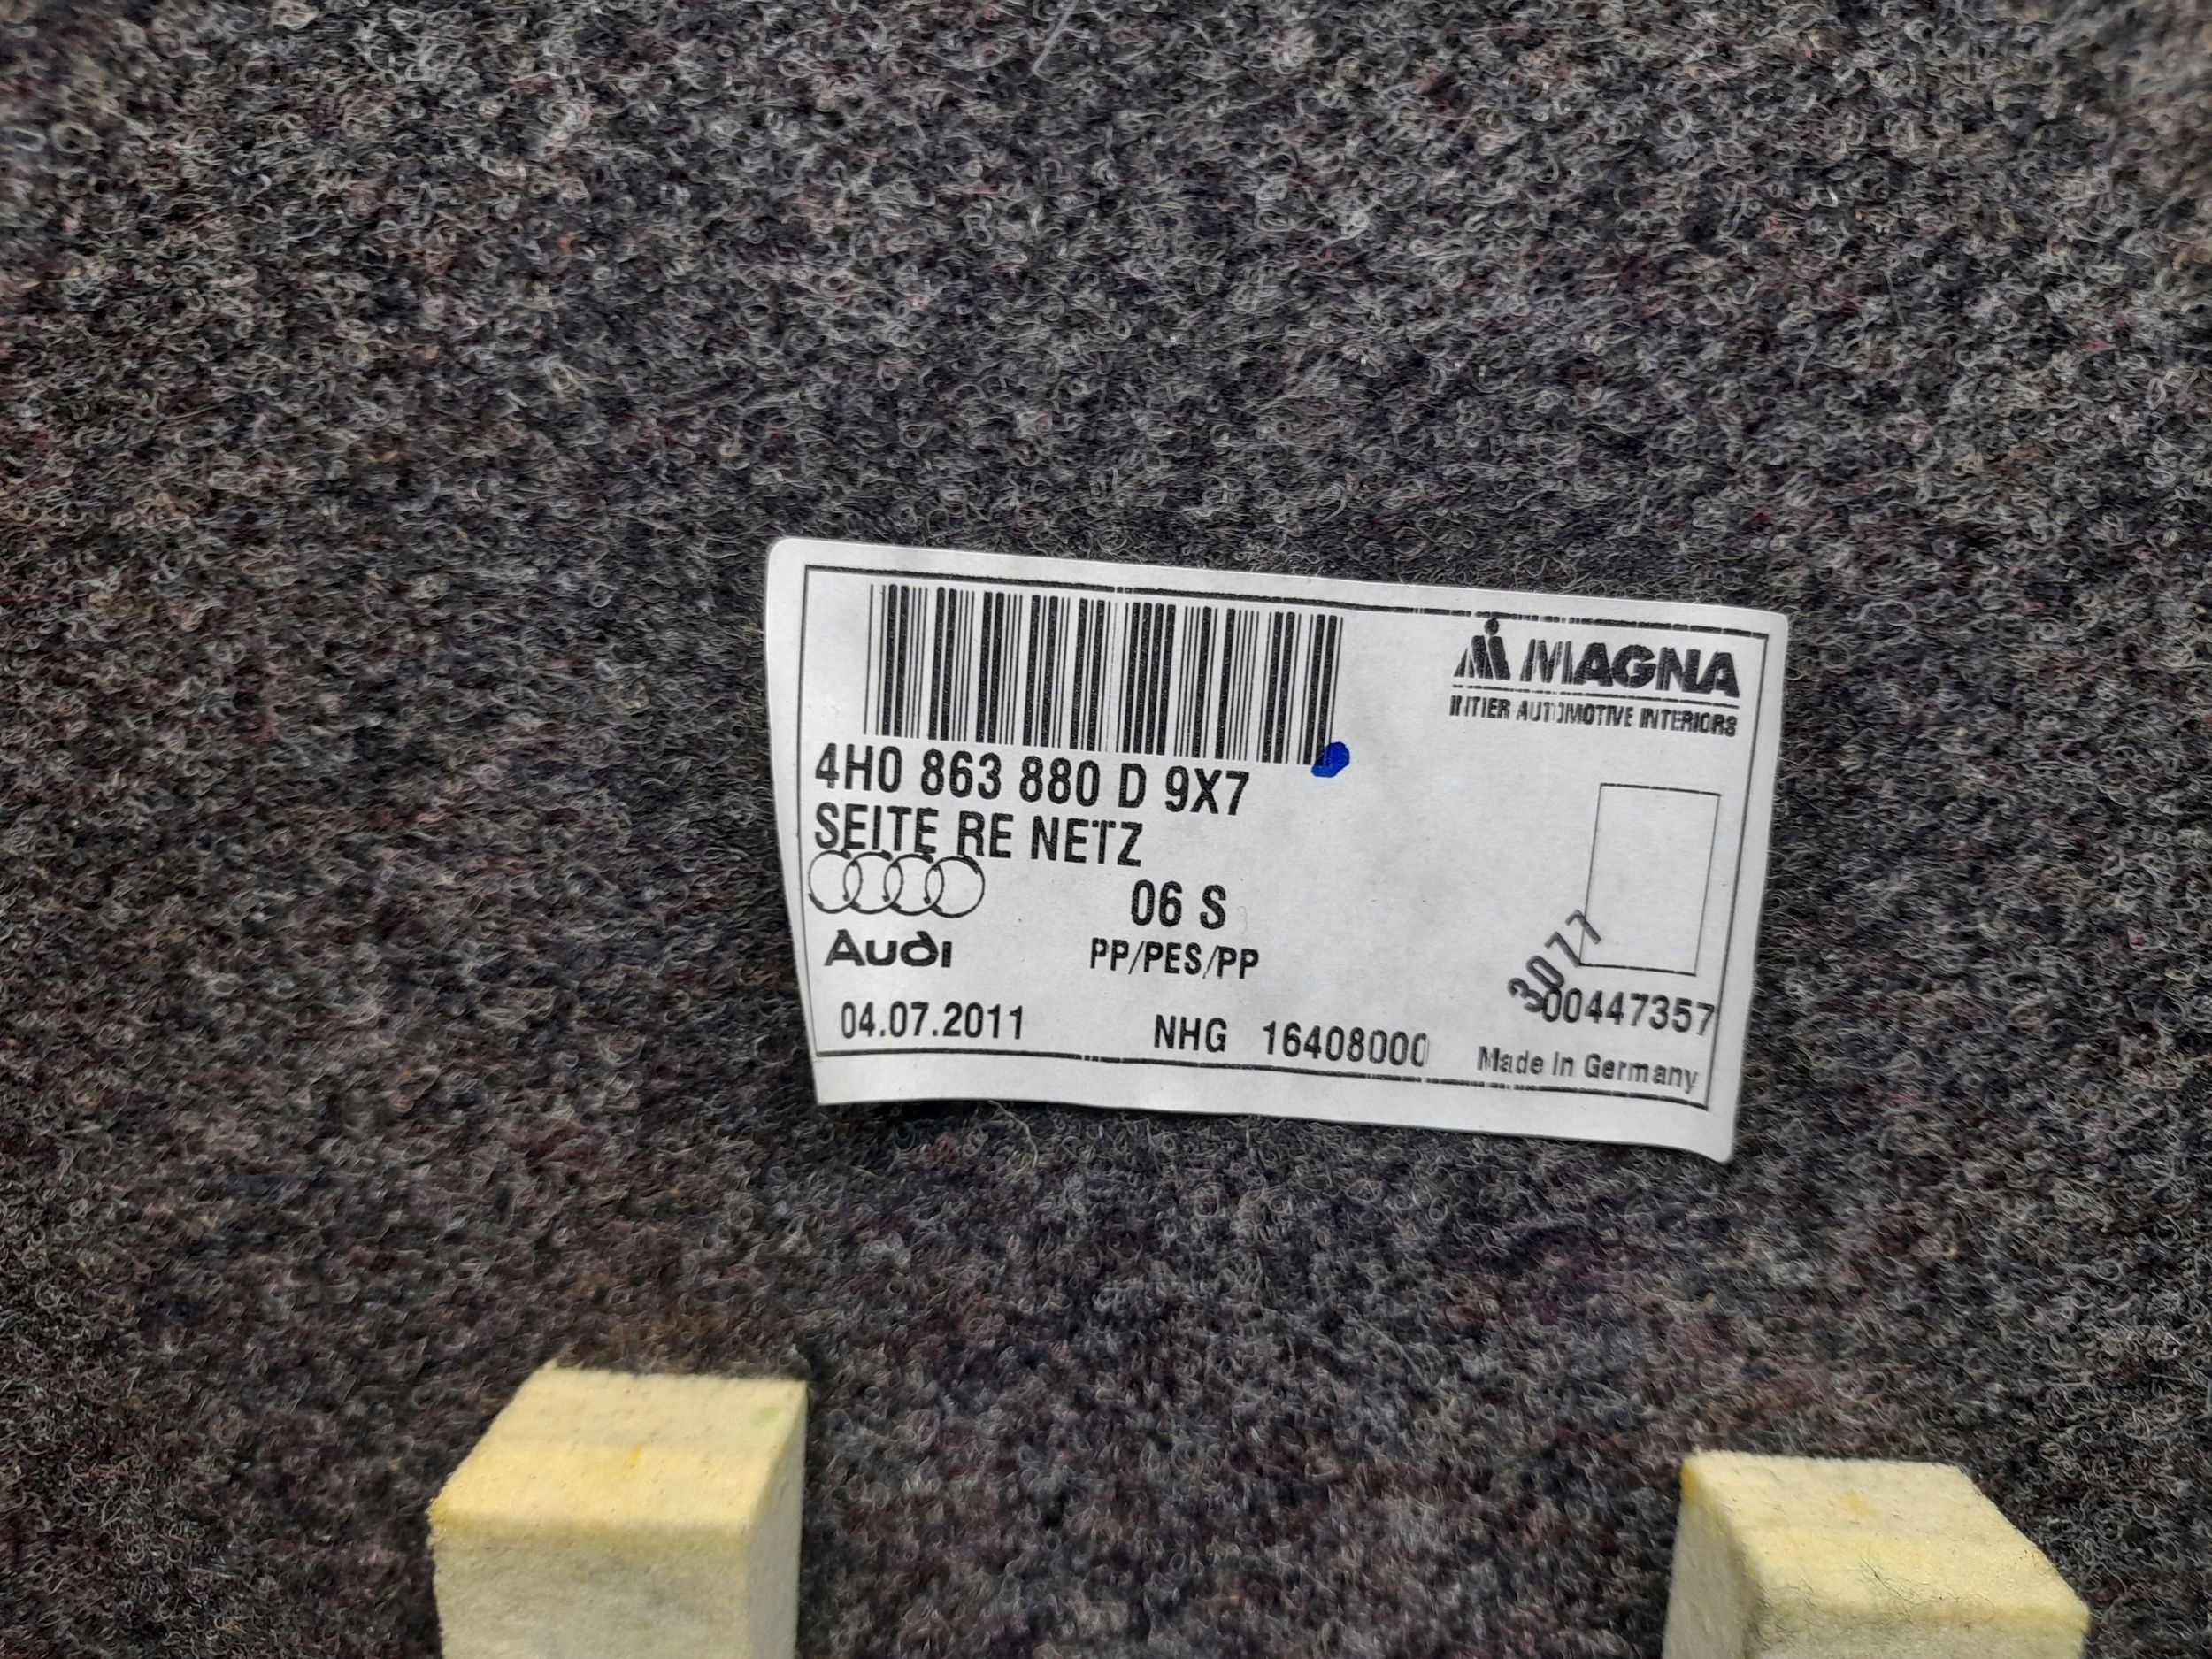 MAGNA
INTIER AUTOMOTIVE INTERIORS
4H0 863 880 D 9X7
SEITE RE NETZ
06 S
Audi
PP/PES/PP
3077
00447357
04.07.2011
NHG 16408000
Made In Germany